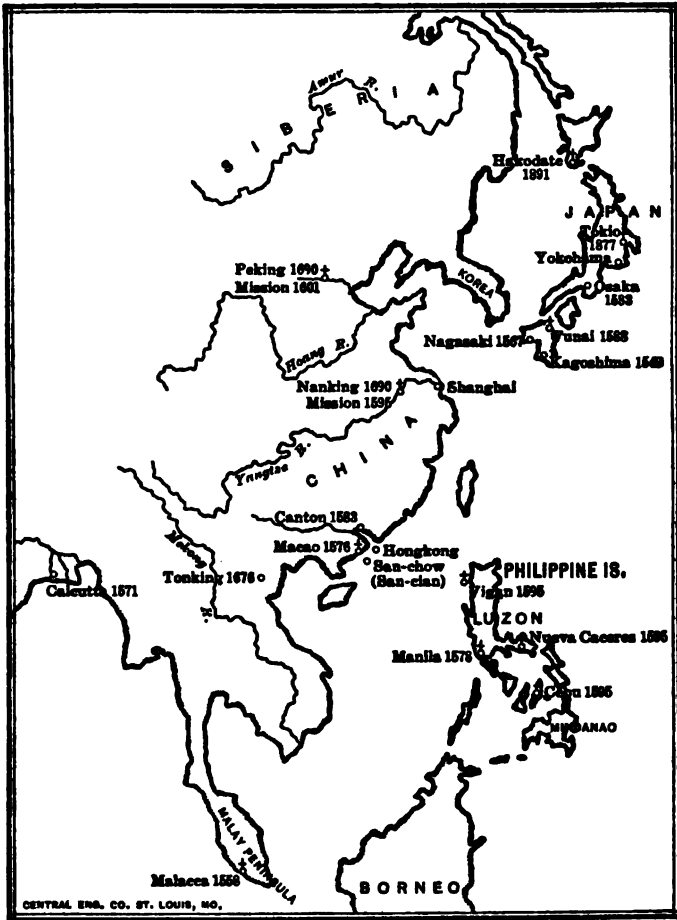 Amur R.
SIBERIA
Hakodate
1891
JAPAN
Tokio
1877
Yokohama
Peking 1690
Mission 1601
KOREA
Osaka
1583
Hoang R.
Nagasaki 1567
Funai 1588
Kagoshima 1549
Nanking 1690
Mission 1595
Shanghai
Yangtze R.
CHINA
Canton 1583
Macao 1576
Hongkong
Mekong R.
San-chow
(San-cian)
Tonking 1676
Calcutta 1571
PHILIPPINE IS.
Vigan 1595
LUZON
Nueva Caceres 1595
Manila 1578
Cebu 1595
MINDANAO
MALAY PENINSULA
Malacca 1558
BORNEO
CENTRAL ENG. CO. ST. LOUIS, MO.